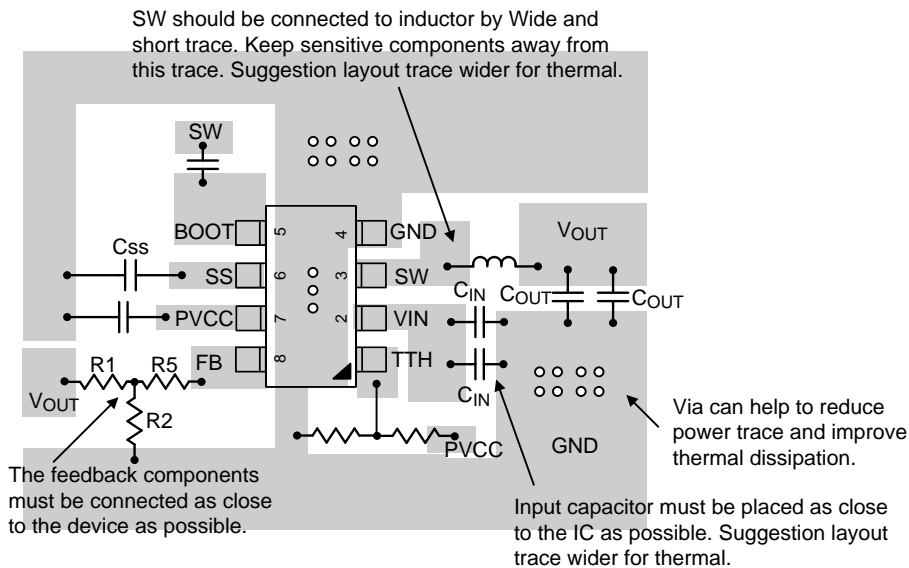 SW should be connected to inductor by Wide and
short trace. Keep sensitive components away from
this trace. Suggestion layout trace wider for thermal.
SW
BOOT 5 4 GND
VOUT
Css
SS 6 3 SW
CIN COUT COUT
PVCC 7 2 VIN
FB 8 TTH
R1 R5
CIN
VOUT
R2
PVCC
GND
Via can help to reduce
power trace and improve
thermal dissipation.
The feedback components
must be connected as close
to the device as possible.
Input capacitor must be placed as close
to the IC as possible. Suggestion layout
trace wider for thermal.